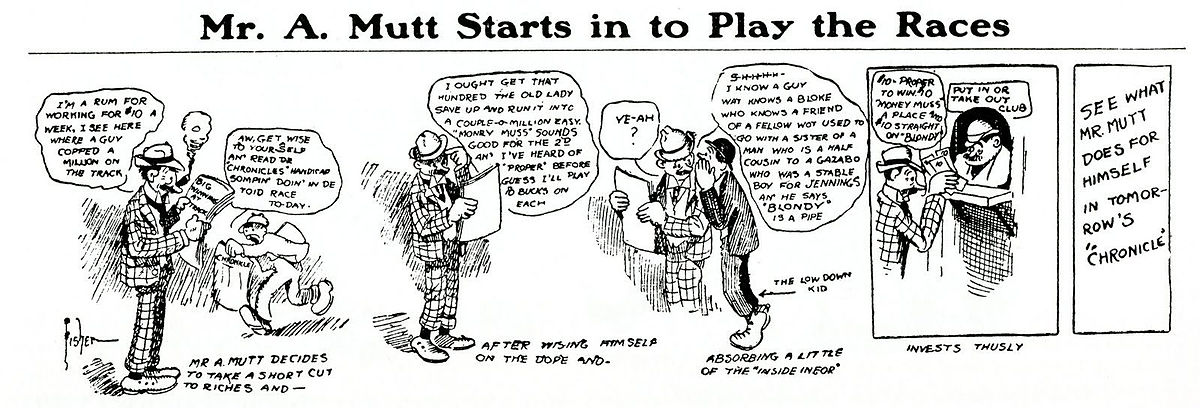 Mr. A. Mutt Starts in to Play the Races
I'M A RUM FOR
WORKING FOR $10 A
WEEK, I SEE HERE
WHERE A GUY
COPPED A
MILLION ON
THE TRACK
AW, GET WISE
TO YOUR-SELF
AN' READ DE
CHRONICLES' HANDICAP
SOMPIN' DOIN' IN DE
TOID RACE
TO-DAY.
BIG
WINNING
TRACK
CHRONICLE
Fisher
MR A. MUTT DECIDES
TO TAKE A SHORT CUT
TO RICHES AND —
I OUGHT GET THAT
HUNDRED THE OLD LADY
SAVE UP AND RUN IT INTO
A COUPLE-O-MILLION EASY.
"MONEY MUSS" SOUNDS
GOOD FOR THE 2D
AN' I'VE HEARD OF
"PROPER" BEFORE
GUESS I'LL PLAY
10 BUCKS ON
EACH
AFTER WISING HIMSELF
ON THE DOPE AND-
YE-AH
?
S-H-H-H-H-
I KNOW A GUY
WAT KNOWS A BLOKE
WHO KNOWS A FRIEND
OF A FELLOW WOT USED TO
GO WITH A SISTER OF A
MAN WHO IS A HALF
COUSIN TO A GAZABO
WHO WAS A STABLE
BOY FOR JENNINGS
AN' HE SAYS
"BLONDY"
IS A PIPE
THE LOW DOWN
KID
ABSORBING A LITTLE
OF THE "INSIDE INFOR"
$10- PROPER
TO WIN. $10
"MONEY MUSS"
A PLACE AND
$10 STRAIGHT
ON "BLONDY"
PUT IN OR
TAKE OUT
CLUB
INVESTS THUSLY
SEE WHAT
MR. MUTT
DOES FOR
HIMSELF
IN TOMOR-
ROW'S
"CHRONICLE"